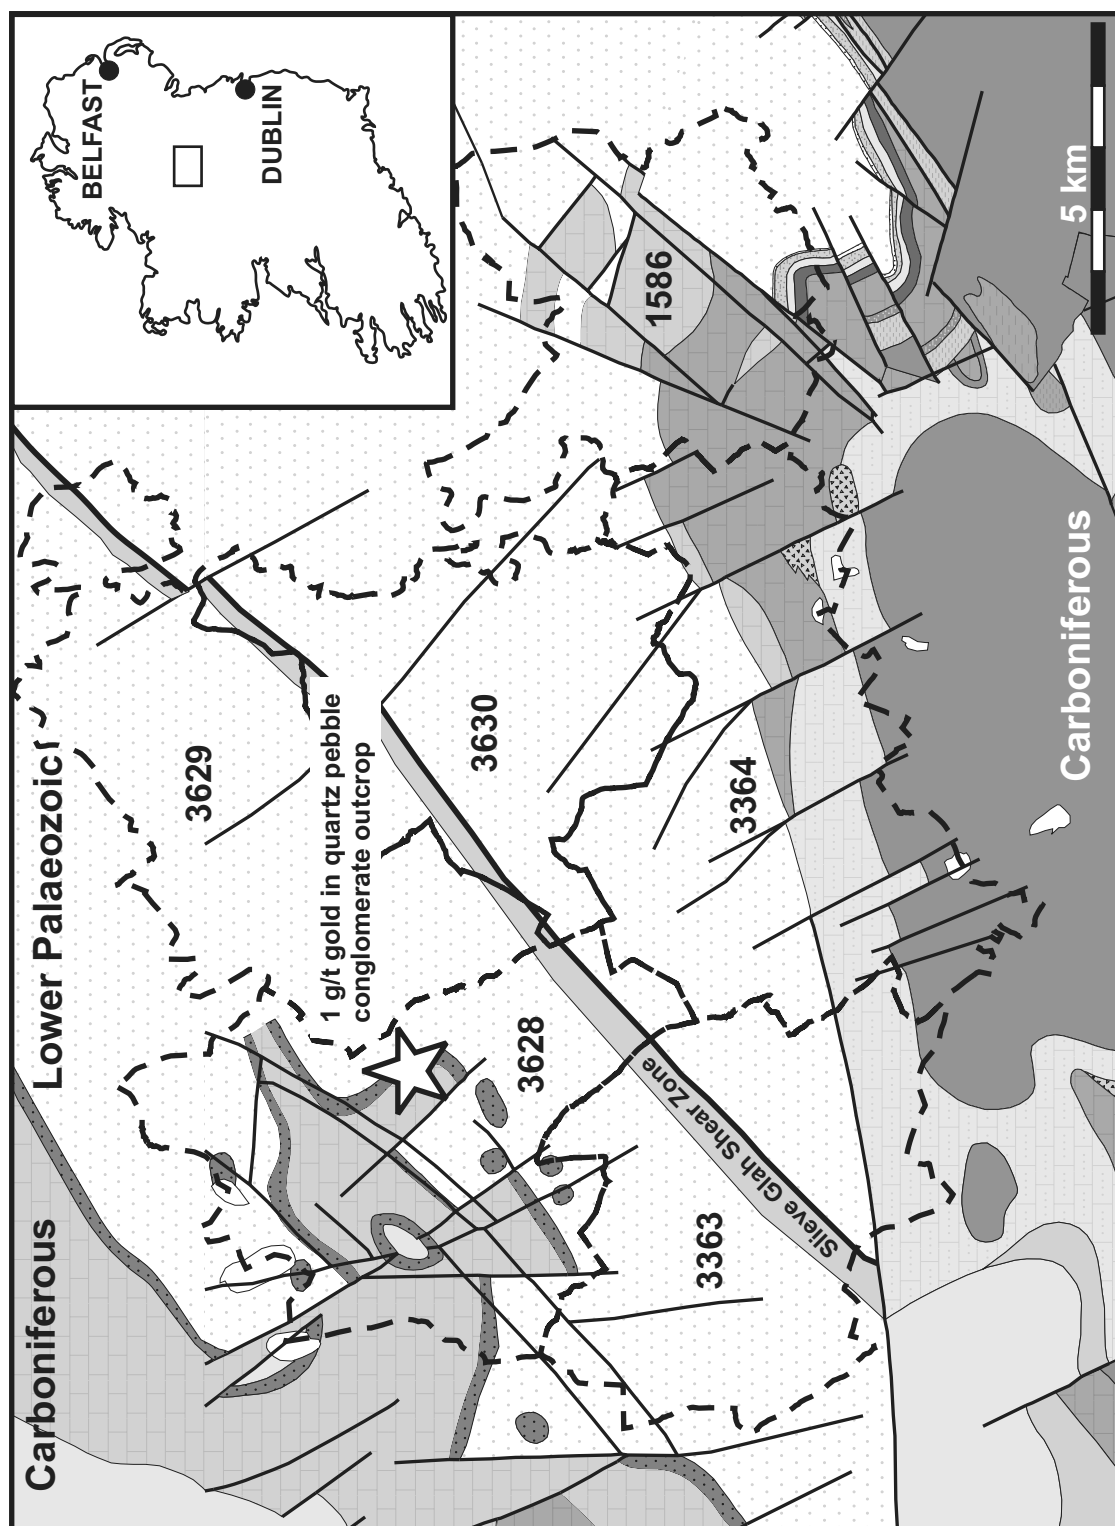 BELFAST
DUBLIN
Carboniferous
Lower Palaeozoic
3629
1 g/t gold in quartz pebble
conglomerate outcrop
3628
3630
1586
3363
Slieve Glah Shear Zone
3364
Carboniferous
5 km